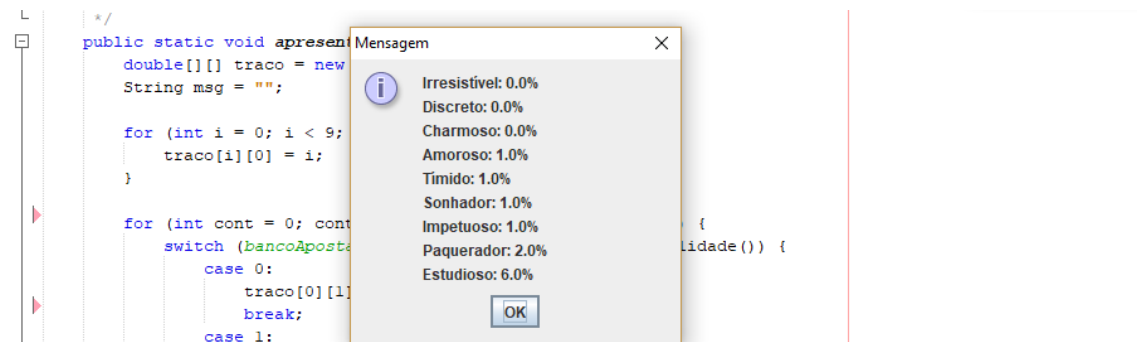 */
public static void apresent
double[][] traco = new
String msg = "";
for (int i = 0; i < 9;
traco[i][0] = i;
}
for (int cont = 0; cont
) {
switch (bancoAposta
lidade()) {
case 0:
traco[0][1]
break;
case 1:
Mensagem
Irresistível: 0.0%
Discreto: 0.0%
Charmoso: 0.0%
Amoroso: 1.0%
Tímido: 1.0%
Sonhador: 1.0%
Impetuoso: 1.0%
Paquerador: 2.0%
Estudioso: 6.0%
OK